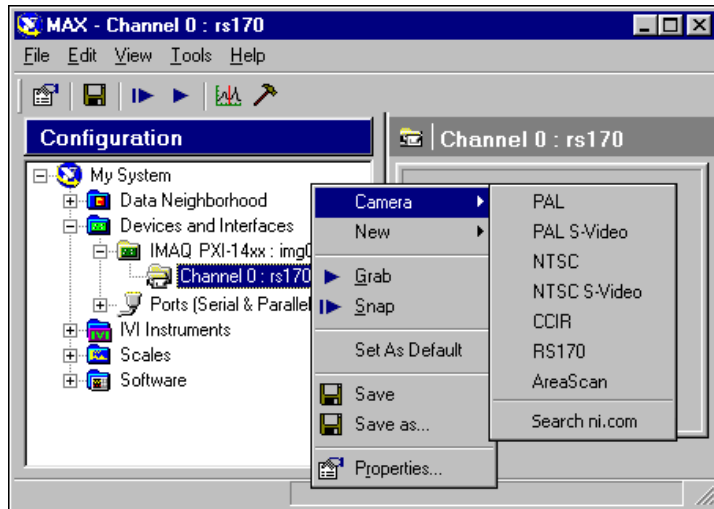 MAX - Channel 0 : rs170
File Edit View Tools Help
Configuration
Channel 0 : rs170
My System
Data Neighborhood
Devices and Interfaces
IMAQ PXI-14xx : img0
Channel 0 : rs170
Ports (Serial & Parallel
IVI Instruments
Scales
Software
Camera
New
Grab
Snap
Set As Default
Save
Save as...
Properties...
PAL
PAL S-Video
NTSC
NTSC S-Video
CCIR
RS170
AreaScan
Search ni.com